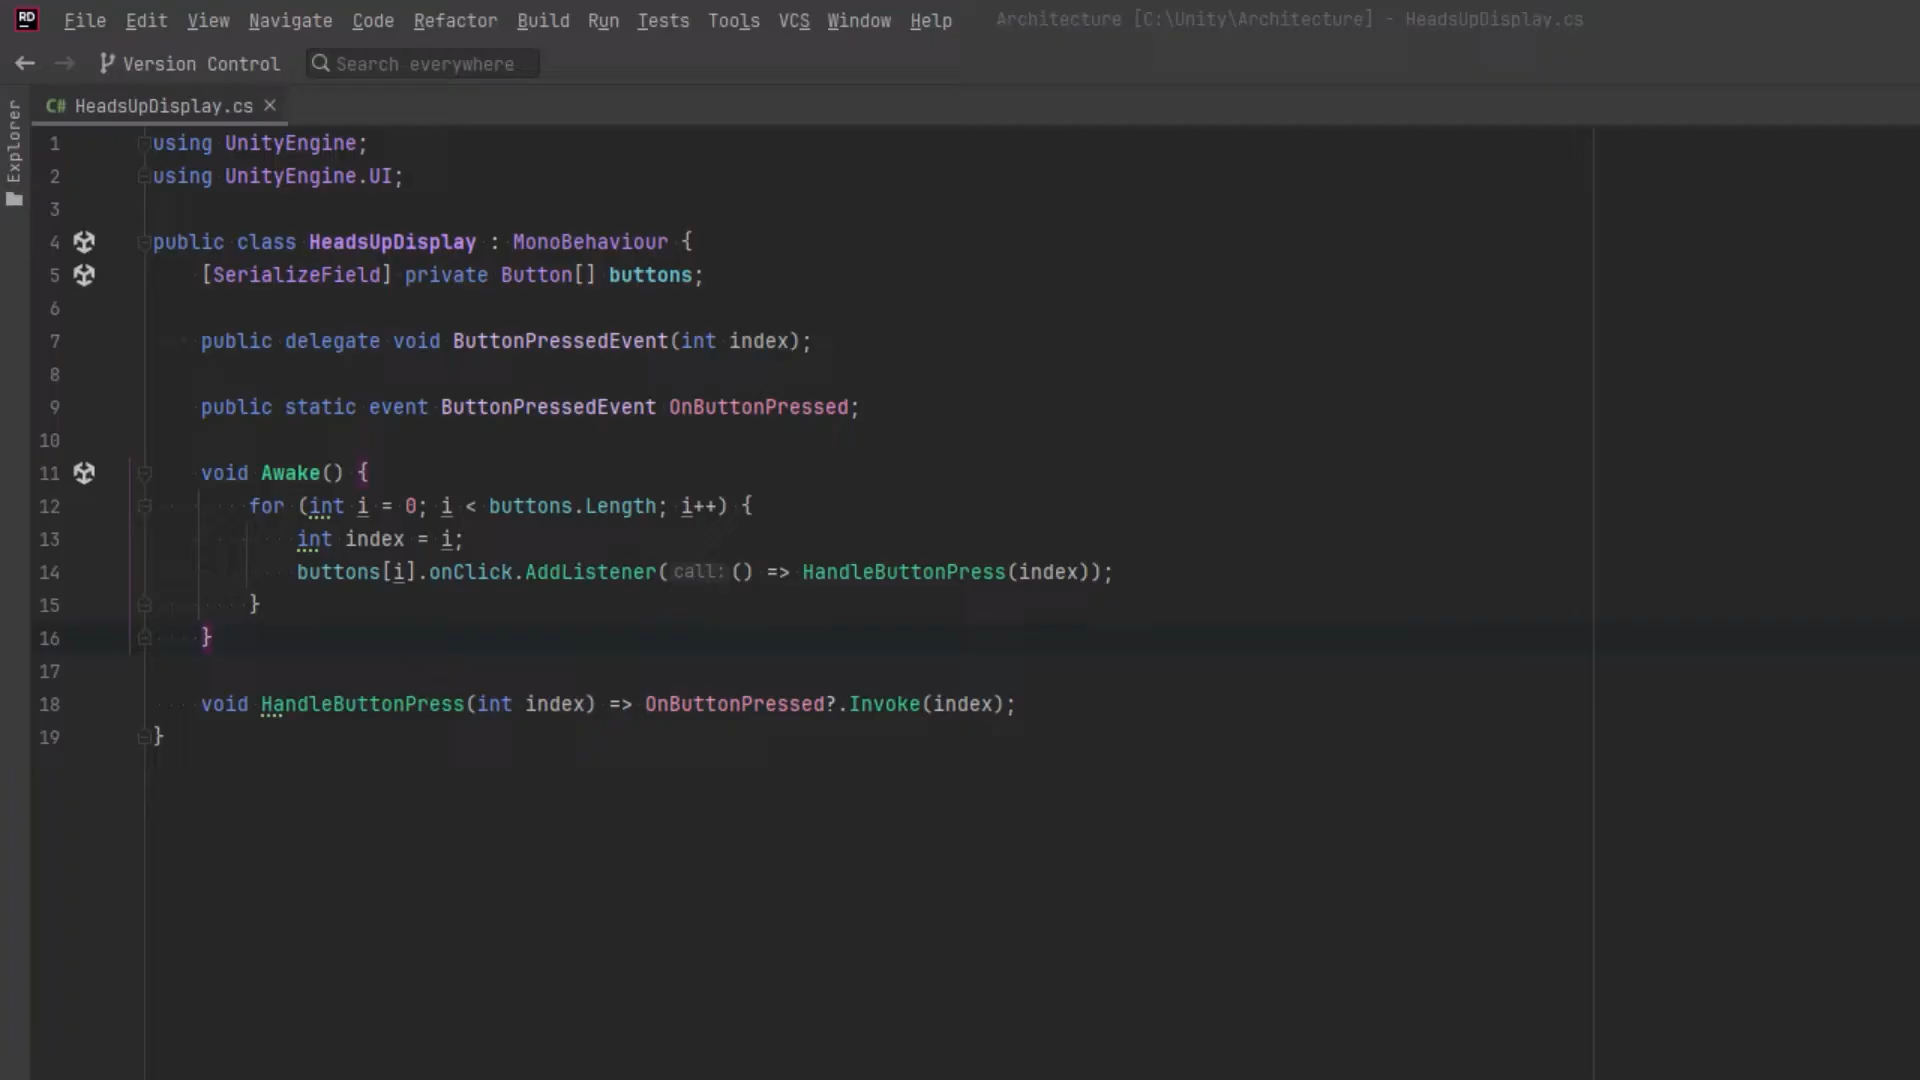 RD File Edit View Navigate Code Refactor Build Run Tests Tools VCS Window Help Architecture [C:\Unity\Architecture] - HeadsUpDisplay.cs
Version Control Search everywhere
Explorer
C# HeadsUpDisplay.cs
1 using UnityEngine;
2 using UnityEngine.UI;
3
4 public class HeadsUpDisplay : MonoBehaviour {
5 [SerializeField] private Button[] buttons;
6
7 public delegate void ButtonPressedEvent(int index);
8
9 public static event ButtonPressedEvent OnButtonPressed;
10
11 void Awake() {
12 for (int i = 0; i < buttons.Length; i++) {
13 int index = i;
14 buttons[i].onClick.AddListener(call: () => HandleButtonPress(index));
15 }
16 }
17
18 void HandleButtonPress(int index) => OnButtonPressed?.Invoke(index);
19 }